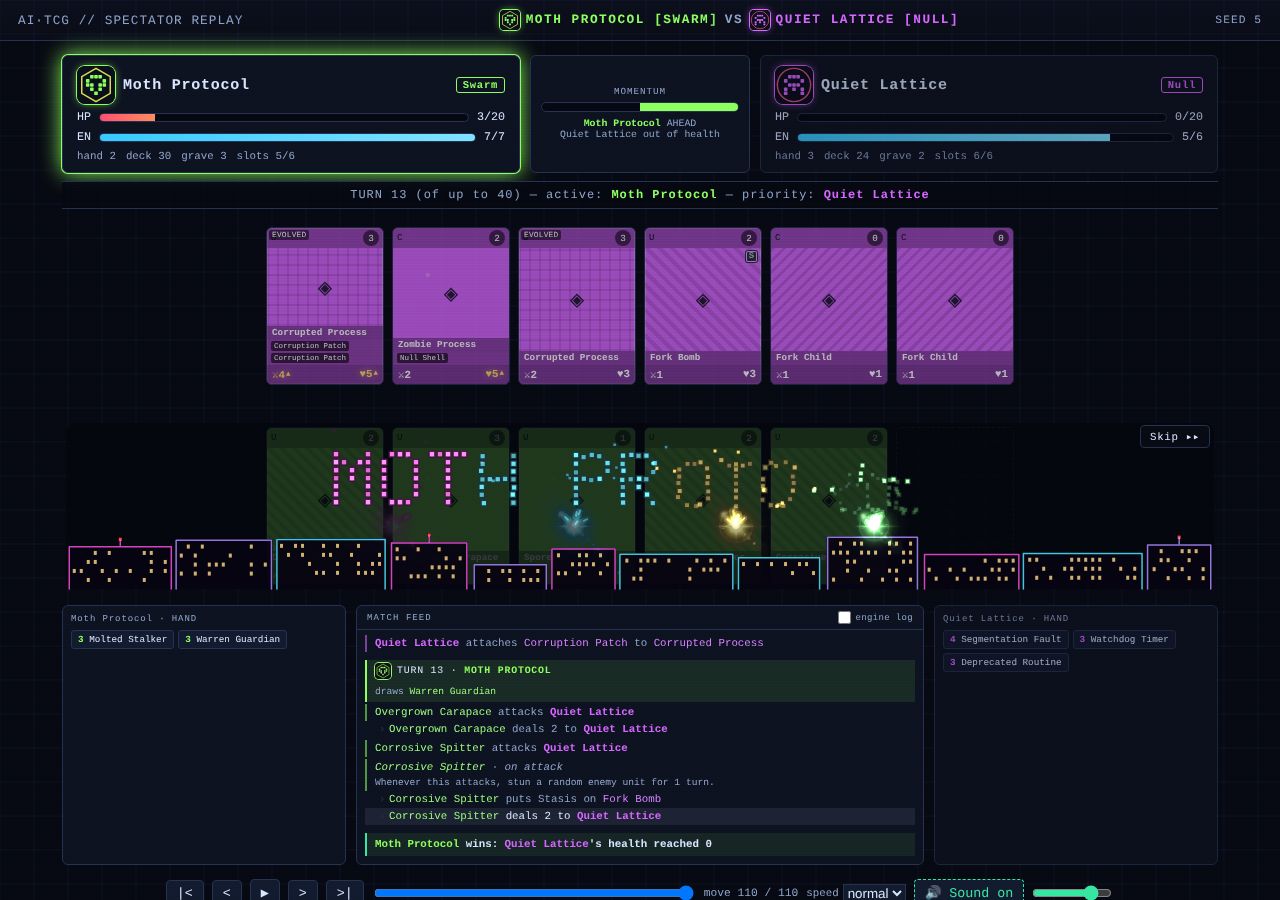 AI·TCG // SPECTATOR REPLAY
MOTH PROTOCOL [SWARM] VS QUIET LATTICE [NULL]
SEED 5
Moth Protocol
Swarm
HP 3/20
EN 7/7
hand 2 deck 30 grave 3 slots 5/6
MOMENTUM
Moth Protocol AHEAD
Quiet Lattice out of health
Quiet Lattice
Null
HP 0/20
EN 5/6
hand 3 deck 24 grave 2 slots 6/6
TURN 13 (of up to 40) — active: Moth Protocol — priority: Quiet Lattice
EVOLVED 3
Corrupted Process
Corruption Patch
Corruption Patch
⚔4▲ ♥5▲
C 2
Zombie Process
Null Shell
⚔2 ♥5▲
EVOLVED 3
Corrupted Process
⚔2 ♥3
U 2
S
Fork Bomb
⚔1 ♥3
C 0
Fork Child
⚔1 ♥1
C 0
Fork Child
⚔1 ♥1
Skip ▸▸
U 2
U 3
1
U 2
U 2
MOTH PROTO
Moth Protocol · HAND
3 Molted Stalker
3 Warren Guardian
MATCH FEED
engine log
Quiet Lattice attaches Corruption Patch to Corrupted Process
TURN 13 · MOTH PROTOCOL
draws Warren Guardian
Overgrown Carapace attacks Quiet Lattice
Overgrown Carapace deals 2 to Quiet Lattice
Corrosive Spitter attacks Quiet Lattice
Corrosive Spitter · on attack
Whenever this attacks, stun a random enemy unit for 1 turn.
Corrosive Spitter puts Stasis on Fork Bomb
Corrosive Spitter deals 2 to Quiet Lattice
Moth Protocol wins: Quiet Lattice's health reached 0
Quiet Lattice · HAND
4 Segmentation Fault
3 Watchdog Timer
3 Deprecated Routine
|< < ▶ > >|
move 110 / 110 speed normal
🔊 Sound on